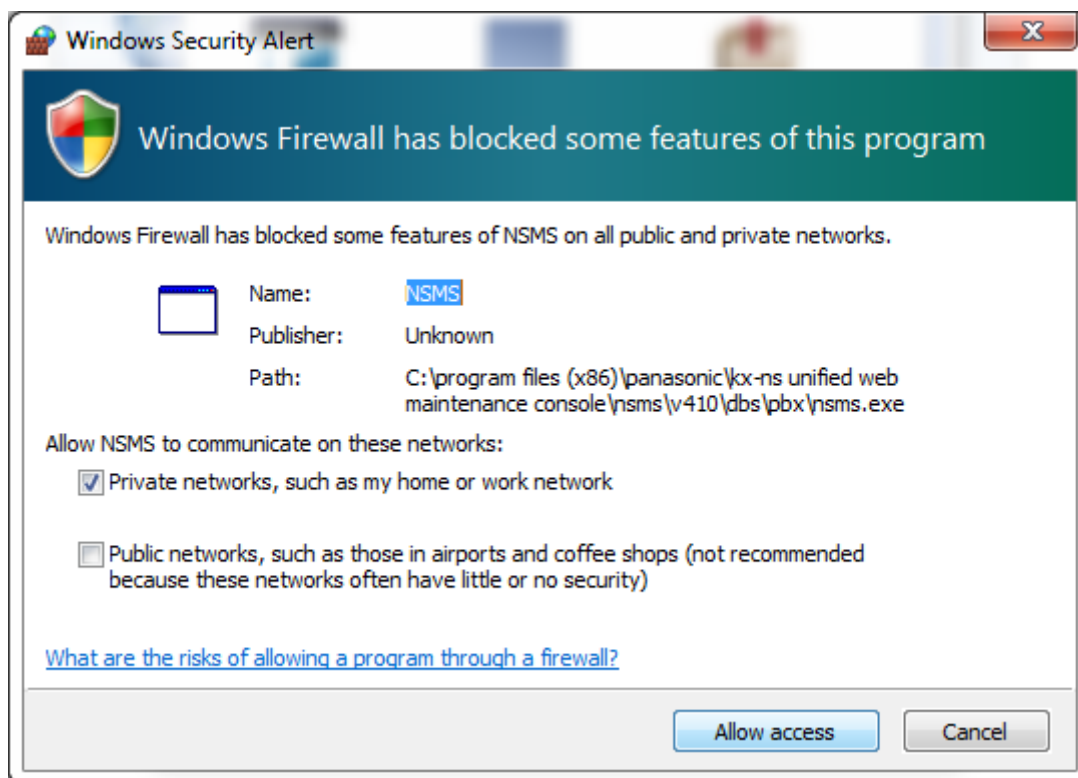 Windows Security Alert
Windows Firewall has blocked some features of this program
Windows Firewall has blocked some features of NSMS on all public and private networks.
Name: NSMS
Publisher: Unknown
Path: C:\program files (x86)\panasonic\kx-ns unified web
maintenance console\nsms\v410\dbs\pbx\nsms.exe
Allow NSMS to communicate on these networks:
Private networks, such as my home or work network
Public networks, such as those in airports and coffee shops (not recommended
because these networks often have little or no security)
What are the risks of allowing a program through a firewall?
Allow access Cancel